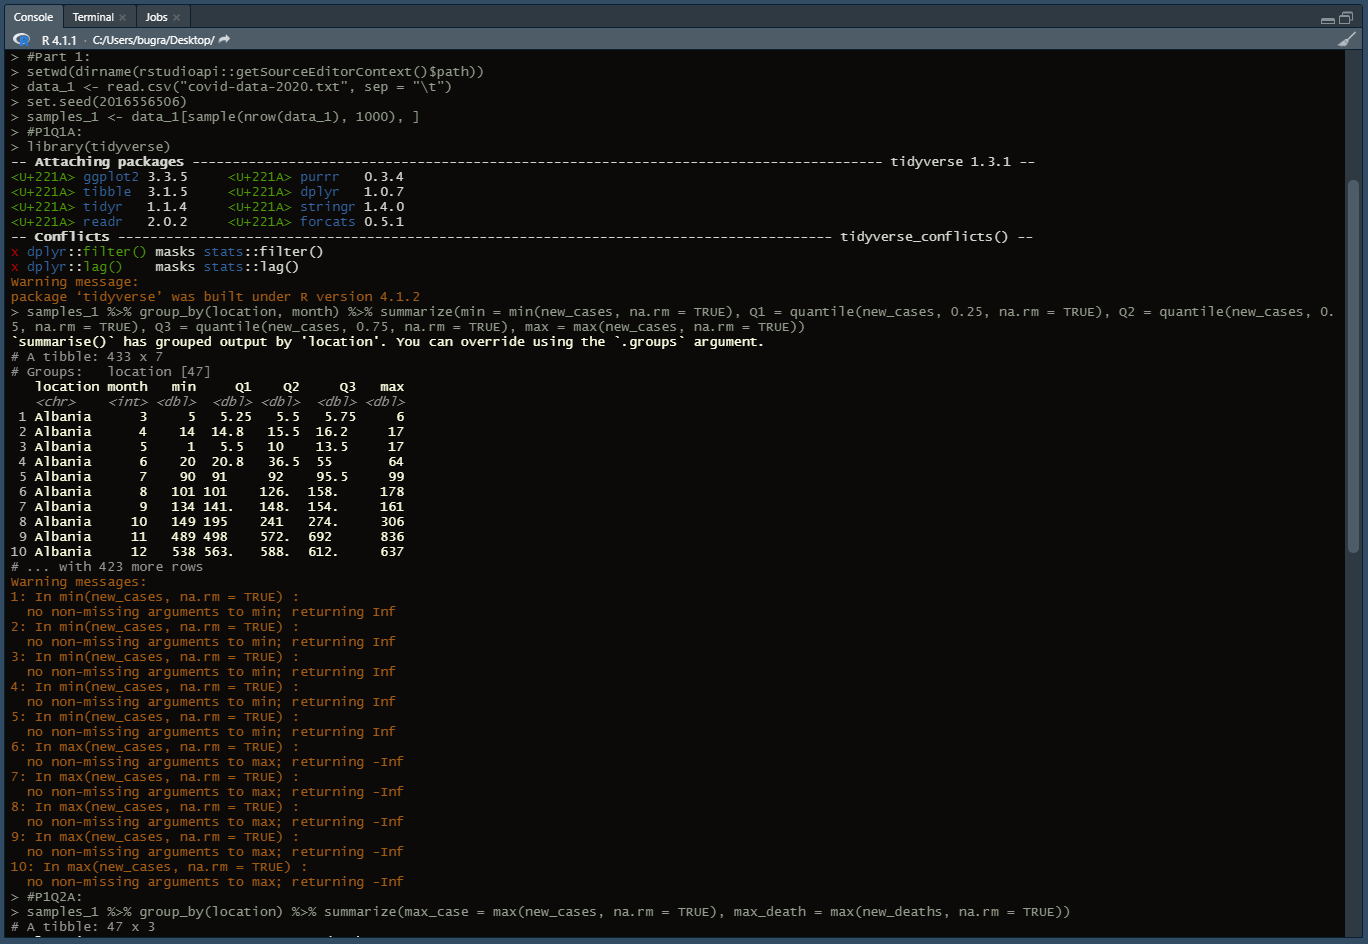 Console Terminal Jobs
R 4.1.1 · C:/Users/bugra/Desktop/
> #Part 1:
> setwd(dirname(rstudioapi::getSourceEditorContext()$path))
> data_1 <- read.csv("covid-data-2020.txt", sep = "\t")
> set.seed(2016556506)
> samples_1 <- data_1[sample(nrow(data_1), 1000), ]
> #P1Q1A:
> library(tidyverse)
-- Attaching packages -------------------------------------------------------------------------------------- tidyverse 1.3.1 --
<U+221A> ggplot2 3.3.5     <U+221A> purrr   0.3.4
<U+221A> tibble  3.1.5     <U+221A> dplyr   1.0.7
<U+221A> tidyr   1.1.4     <U+221A> stringr 1.4.0
<U+221A> readr   2.0.2     <U+221A> forcats 0.5.1
-- Conflicts ----------------------------------------------------------------------------------------- tidyverse_conflicts() --
x dplyr::filter() masks stats::filter()
x dplyr::lag()    masks stats::lag()
Warning message:
package ‘tidyverse’ was built under R version 4.1.2
> samples_1 %>% group_by(location, month) %>% summarize(min = min(new_cases, na.rm = TRUE), Q1 = quantile(new_cases, 0.25, na.rm = TRUE), Q2 = quantile(new_cases, 0.
5, na.rm = TRUE), Q3 = quantile(new_cases, 0.75, na.rm = TRUE), max = max(new_cases, na.rm = TRUE))
`summarise()` has grouped output by 'location'. You can override using the `.groups` argument.
# A tibble: 433 x 7
# Groups:   location [47]
   location month   min     Q1    Q2     Q3   max
   <chr>    <int> <dbl>  <dbl> <dbl>  <dbl> <dbl>
 1 Albania      3     5   5.25   5.5   5.75     6
 2 Albania      4    14  14.8   15.5  16.2     17
 3 Albania      5     1   5.5   10    13.5     17
 4 Albania      6    20  20.8   36.5  55       64
 5 Albania      7    90  91     92    95.5     99
 6 Albania      8   101 101    126.  158.     178
 7 Albania      9   134 141.   148.  154.     161
 8 Albania     10   149 195    241   274.     306
 9 Albania     11   489 498    572.  692      836
10 Albania     12   538 563.   588.  612.     637
# ... with 423 more rows
Warning messages:
1: In min(new_cases, na.rm = TRUE) :
  no non-missing arguments to min; returning Inf
2: In min(new_cases, na.rm = TRUE) :
  no non-missing arguments to min; returning Inf
3: In min(new_cases, na.rm = TRUE) :
  no non-missing arguments to min; returning Inf
4: In min(new_cases, na.rm = TRUE) :
  no non-missing arguments to min; returning Inf
5: In min(new_cases, na.rm = TRUE) :
  no non-missing arguments to min; returning Inf
6: In max(new_cases, na.rm = TRUE) :
  no non-missing arguments to max; returning -Inf
7: In max(new_cases, na.rm = TRUE) :
  no non-missing arguments to max; returning -Inf
8: In max(new_cases, na.rm = TRUE) :
  no non-missing arguments to max; returning -Inf
9: In max(new_cases, na.rm = TRUE) :
  no non-missing arguments to max; returning -Inf
10: In max(new_cases, na.rm = TRUE) :
  no non-missing arguments to max; returning -Inf
> #P1Q2A:
> samples_1 %>% group_by(location) %>% summarize(max_case = max(new_cases, na.rm = TRUE), max_death = max(new_deaths, na.rm = TRUE))
# A tibble: 47 x 3